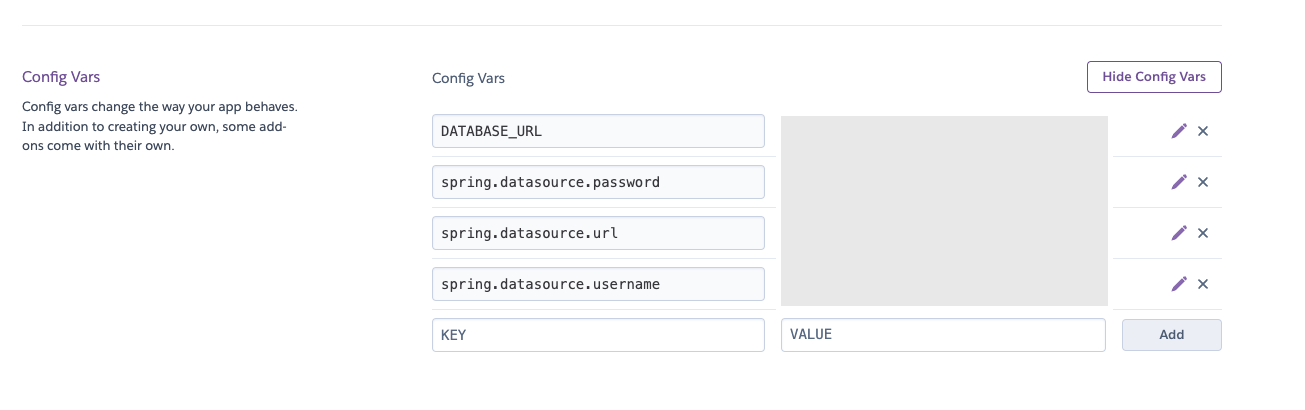 Config Vars
Config vars change the way your app behaves.
In addition to creating your own, some add-
ons come with their own.
Config Vars
Hide Config Vars
DATABASE_URL
spring.datasource.password
spring.datasource.url
spring.datasource.username
KEY
VALUE
Add